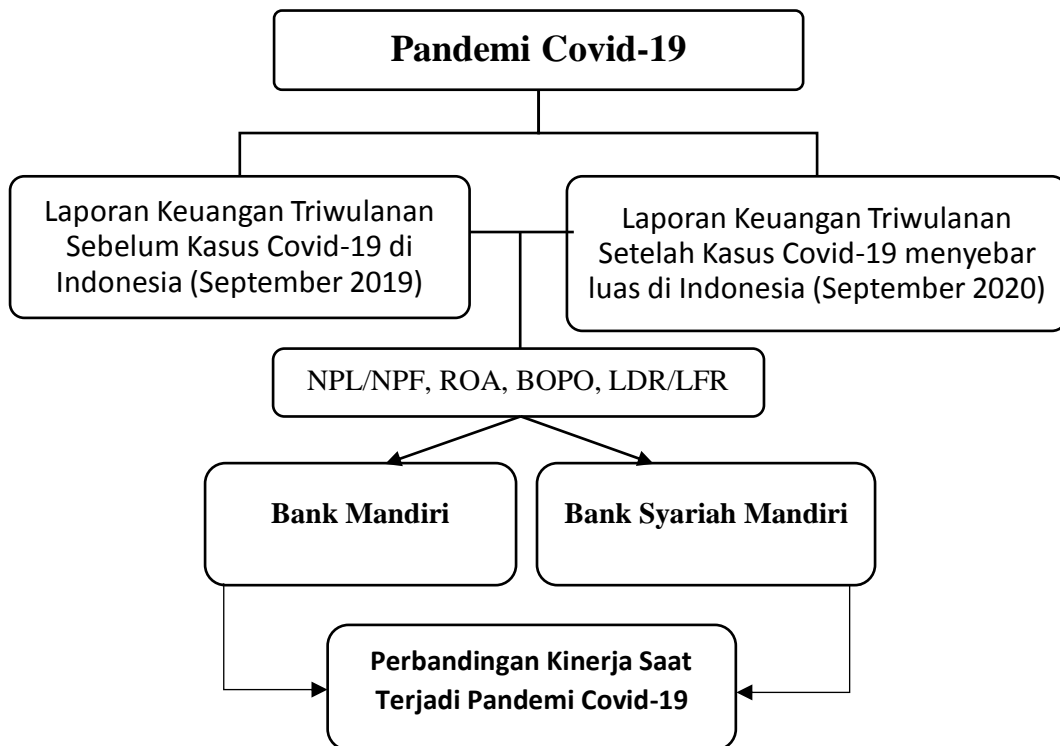 Pandemi Covid-19
Laporan Keuangan Triwulanan
Sebelum Kasus Covid-19 di
Indonesia (September 2019)
Laporan Keuangan Triwulanan
Setelah Kasus Covid-19 menyebar
luas di Indonesia (September 2020)
NPL/NPF, ROA, BOPO, LDR/LFR
Bank Mandiri
Bank Syariah Mandiri
Perbandingan Kinerja Saat
Terjadi Pandemi Covid-19